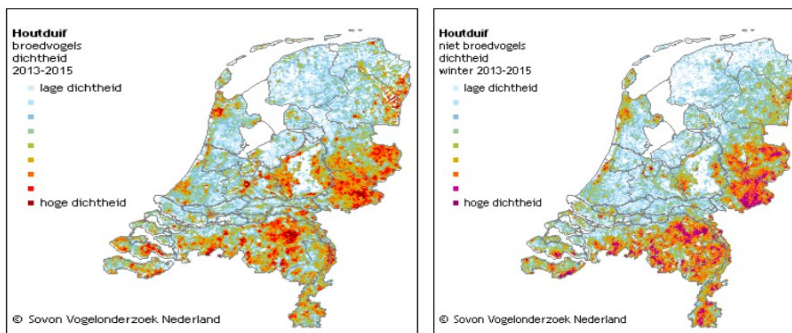 Houtduif
broedvogels
dichtheid
2013-2015
lage dichtheid
hoge dichtheid
© Sovon Vogelonderzoek Nederland
Houtduif
niet broedvogels
dichtheid
winter 2013-2015
lage dichtheid
hoge dichtheid
© Sovon Vogelonderzoek Nederland